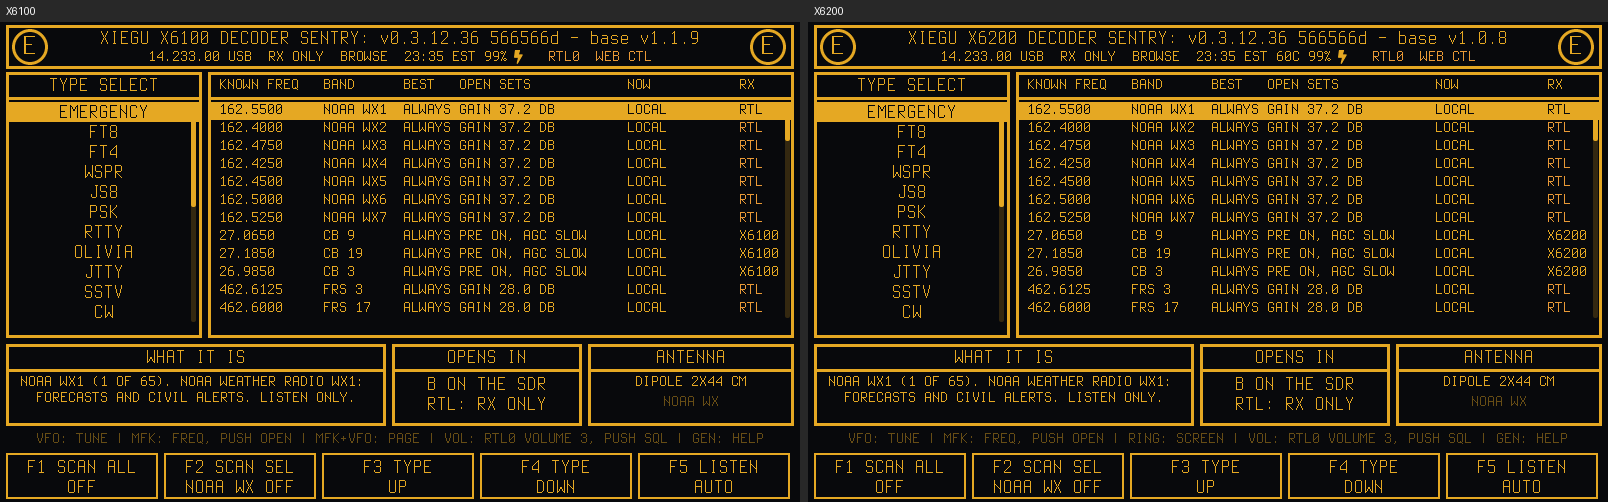 X6100
E
XIEGU X6100 DECODER SENTRY: v0.3.12.36 566566d - base v1.1.9
14.233.00 USB RX ONLY BROWSE 23:35 EST 99% RTL0 WEB CTL
E
TYPE SELECT
EMERGENCY
FT8
FT4
WSPR
JS8
PSK
RTTY
OLIVIA
JTTY
SSTV
CW
KNOWN FREQ BAND BEST OPEN SETS NOW RX
162.5500 NOAA WX1 ALWAYS GAIN 37.2 DB LOCAL RTL
162.4000 NOAA WX2 ALWAYS GAIN 37.2 DB LOCAL RTL
162.4750 NOAA WX3 ALWAYS GAIN 37.2 DB LOCAL RTL
162.4250 NOAA WX4 ALWAYS GAIN 37.2 DB LOCAL RTL
162.4500 NOAA WX5 ALWAYS GAIN 37.2 DB LOCAL RTL
162.5000 NOAA WX6 ALWAYS GAIN 37.2 DB LOCAL RTL
162.5250 NOAA WX7 ALWAYS GAIN 37.2 DB LOCAL RTL
27.0650 CB 9 ALWAYS PRE ON, AGC SLOW LOCAL X6100
27.1850 CB 19 ALWAYS PRE ON, AGC SLOW LOCAL X6100
26.9850 CB 3 ALWAYS PRE ON, AGC SLOW LOCAL X6100
462.6125 FRS 3 ALWAYS GAIN 28.0 DB LOCAL RTL
462.6000 FRS 17 ALWAYS GAIN 28.0 DB LOCAL RTL
WHAT IT IS
NOAA WX1 (1 OF 65). NOAA WEATHER RADIO WX1:
FORECASTS AND CIVIL ALERTS. LISTEN ONLY.
OPENS IN
B ON THE SDR
RTL: RX ONLY
ANTENNA
DIPOLE 2X44 CM
NOAA WX
VFO: TUNE | MFK: FREQ, PUSH OPEN | MFK+VFO: PAGE | VOL: RTL0 VOLUME 3, PUSH SQL | GEN: HELP
F1 SCAN ALL
OFF
F2 SCAN SEL
NOAA WX OFF
F3 TYPE
UP
F4 TYPE
DOWN
F5 LISTEN
AUTO
X6200
E
XIEGU X6200 DECODER SENTRY: v0.3.12.36 566566d - base v1.0.8
14.233.00 USB RX ONLY BROWSE 23:35 EST 60C 99% RTL0 WEB CTL
E
TYPE SELECT
EMERGENCY
FT8
FT4
WSPR
JS8
PSK
RTTY
OLIVIA
JTTY
SSTV
CW
KNOWN FREQ BAND BEST OPEN SETS NOW RX
162.5500 NOAA WX1 ALWAYS GAIN 37.2 DB LOCAL RTL
162.4000 NOAA WX2 ALWAYS GAIN 37.2 DB LOCAL RTL
162.4750 NOAA WX3 ALWAYS GAIN 37.2 DB LOCAL RTL
162.4250 NOAA WX4 ALWAYS GAIN 37.2 DB LOCAL RTL
162.4500 NOAA WX5 ALWAYS GAIN 37.2 DB LOCAL RTL
162.5000 NOAA WX6 ALWAYS GAIN 37.2 DB LOCAL RTL
162.5250 NOAA WX7 ALWAYS GAIN 37.2 DB LOCAL RTL
27.0650 CB 9 ALWAYS PRE ON, AGC SLOW LOCAL X6200
27.1850 CB 19 ALWAYS PRE ON, AGC SLOW LOCAL X6200
26.9850 CB 3 ALWAYS PRE ON, AGC SLOW LOCAL X6200
462.6125 FRS 3 ALWAYS GAIN 28.0 DB LOCAL RTL
462.6000 FRS 17 ALWAYS GAIN 28.0 DB LOCAL RTL
WHAT IT IS
NOAA WX1 (1 OF 65). NOAA WEATHER RADIO WX1:
FORECASTS AND CIVIL ALERTS. LISTEN ONLY.
OPENS IN
B ON THE SDR
RTL: RX ONLY
ANTENNA
DIPOLE 2X44 CM
NOAA WX
VFO: TUNE | MFK: FREQ, PUSH OPEN | RING: SCREEN | VOL: RTL0 VOLUME 3, PUSH SQL | GEN: HELP
F1 SCAN ALL
OFF
F2 SCAN SEL
NOAA WX OFF
F3 TYPE
UP
F4 TYPE
DOWN
F5 LISTEN
AUTO